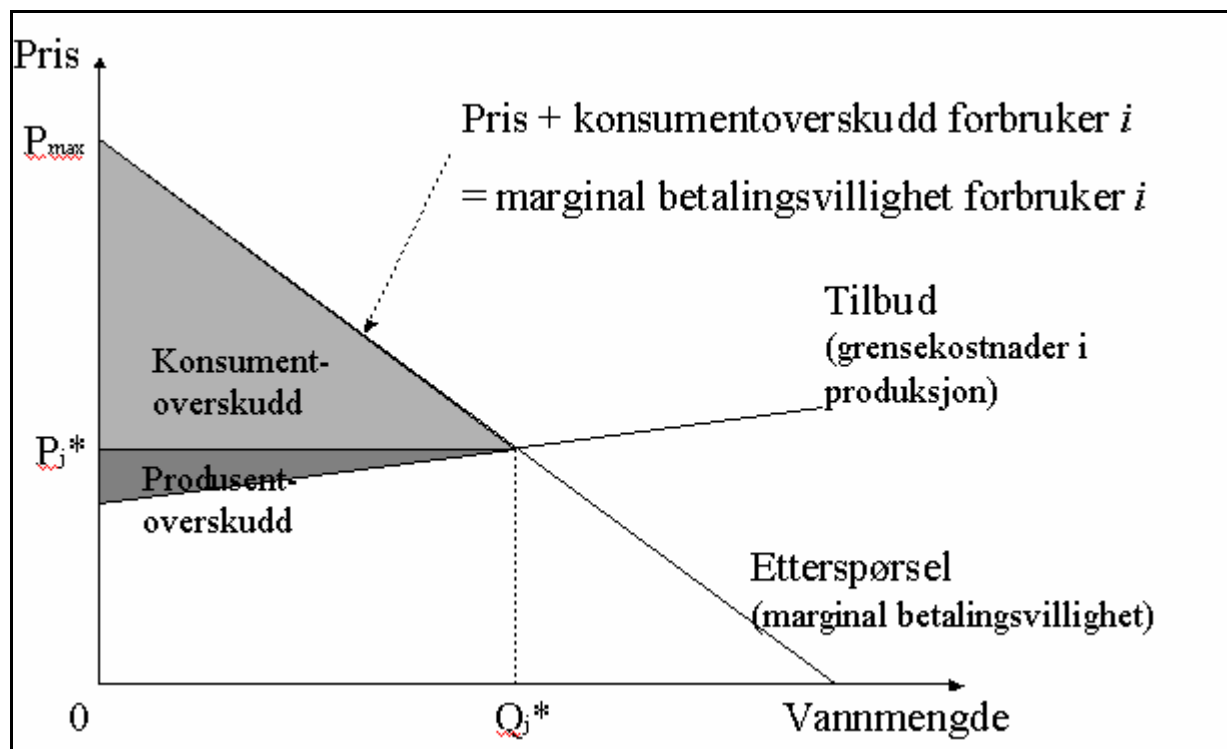 Pris
Pmax
Pris + konsumentoverskudd forbruker i
= marginal betalingsvillighet forbruker i
Tilbud
(grensekostnader i
produksjon)
Konsument-
overskudd
Pj*
Produsent-
overskudd
Etterspørsel
(marginal betalingsvillighet)
0
Qj*
Vannmengde